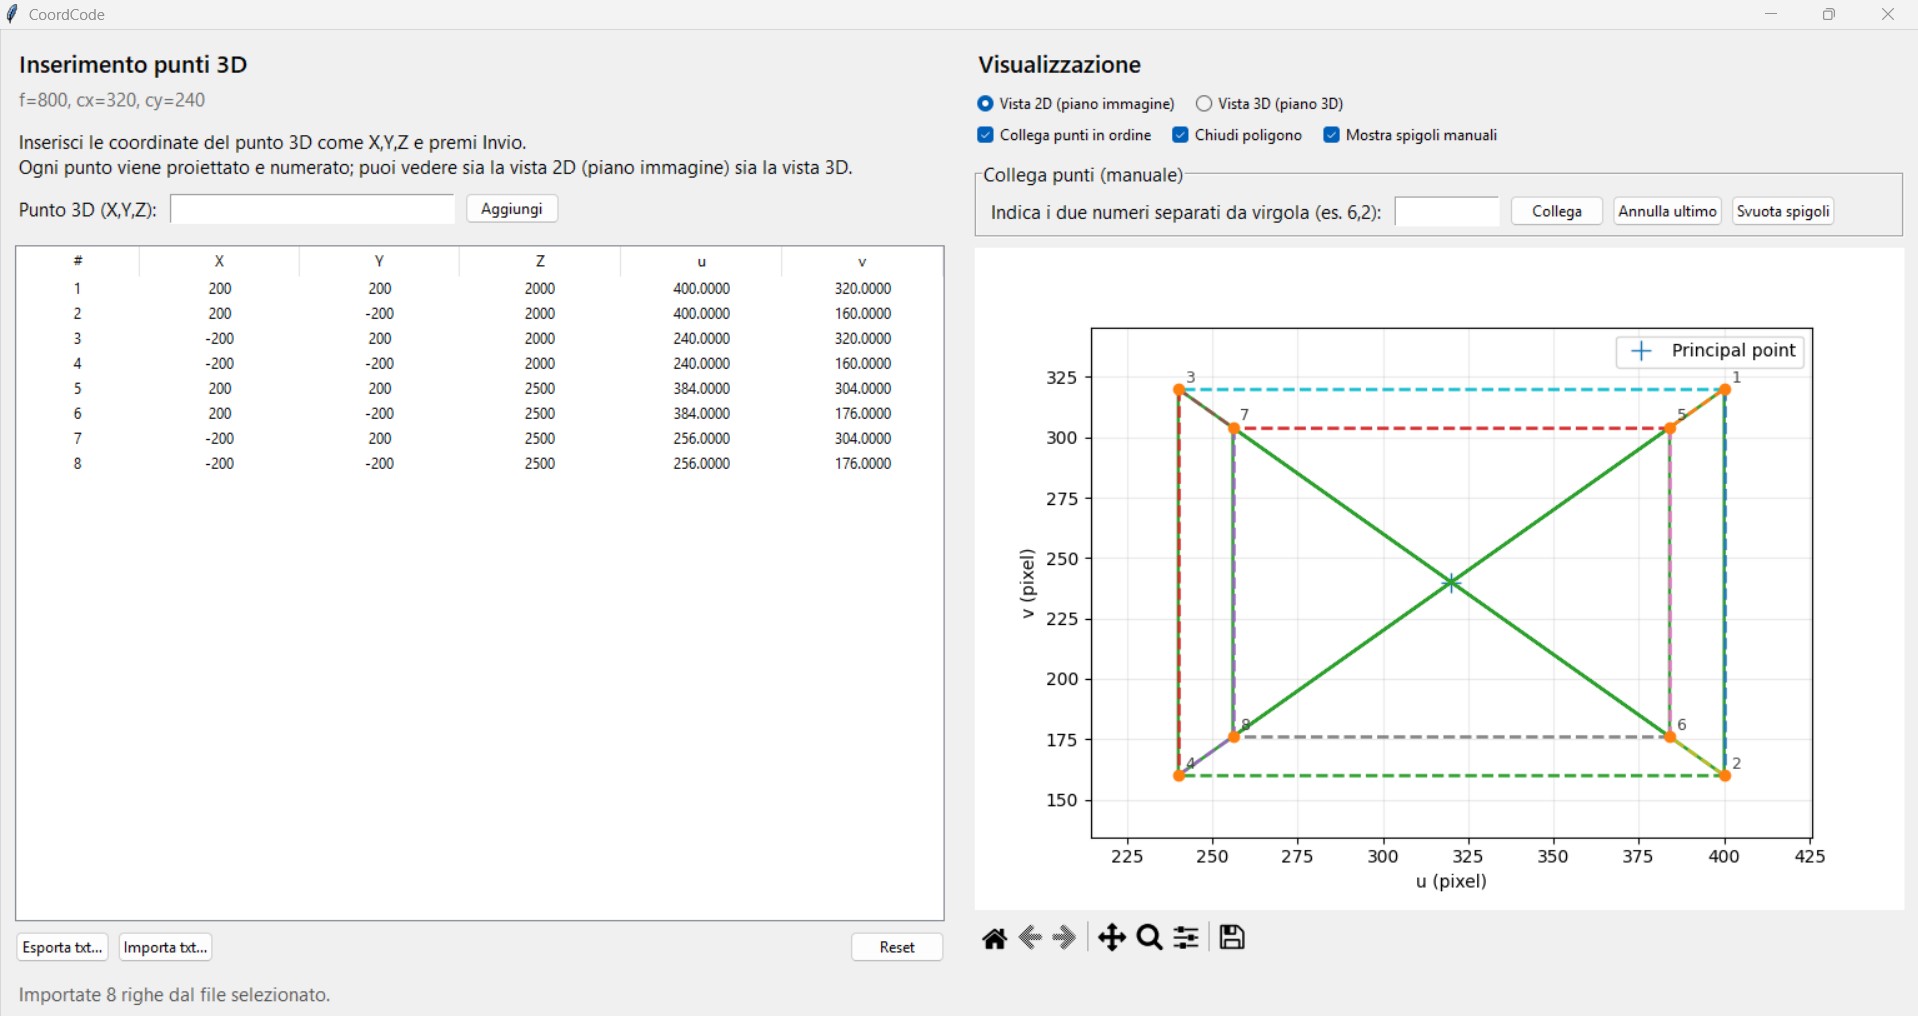 CoordCode
Inserimento punti 3D
f=800, cx=320, cy=240
Inserisci le coordinate del punto 3D come X,Y,Z e premi Invio.
Ogni punto viene proiettato e numerato; puoi vedere sia la vista 2D (piano immagine) sia la vista 3D.
Punto 3D (X,Y,Z): Aggiungi
# X Y Z u v
1 200 200 2000 400.0000 320.0000
2 200 -200 2000 400.0000 160.0000
3 -200 200 2000 240.0000 320.0000
4 -200 -200 2000 240.0000 160.0000
5 200 200 2500 384.0000 304.0000
6 200 -200 2500 384.0000 176.0000
7 -200 200 2500 256.0000 304.0000
8 -200 -200 2500 256.0000 176.0000
Esporta txt... Importa txt... Reset
Importate 8 righe dal file selezionato.
Visualizzazione
Vista 2D (piano immagine) Vista 3D (piano 3D)
Collega punti in ordine Chiudi poligono Mostra spigoli manuali
Collega punti (manuale)
Indica i due numeri separati da virgola (es. 6,2): Collega Annulla ultimo Svuota spigoli
Principal point
325
300
275
250
225
200
175
150
v (pixel)
3
1
7
5
8
6
4
2
225 250 275 300 325 350 375 400 425
u (pixel)